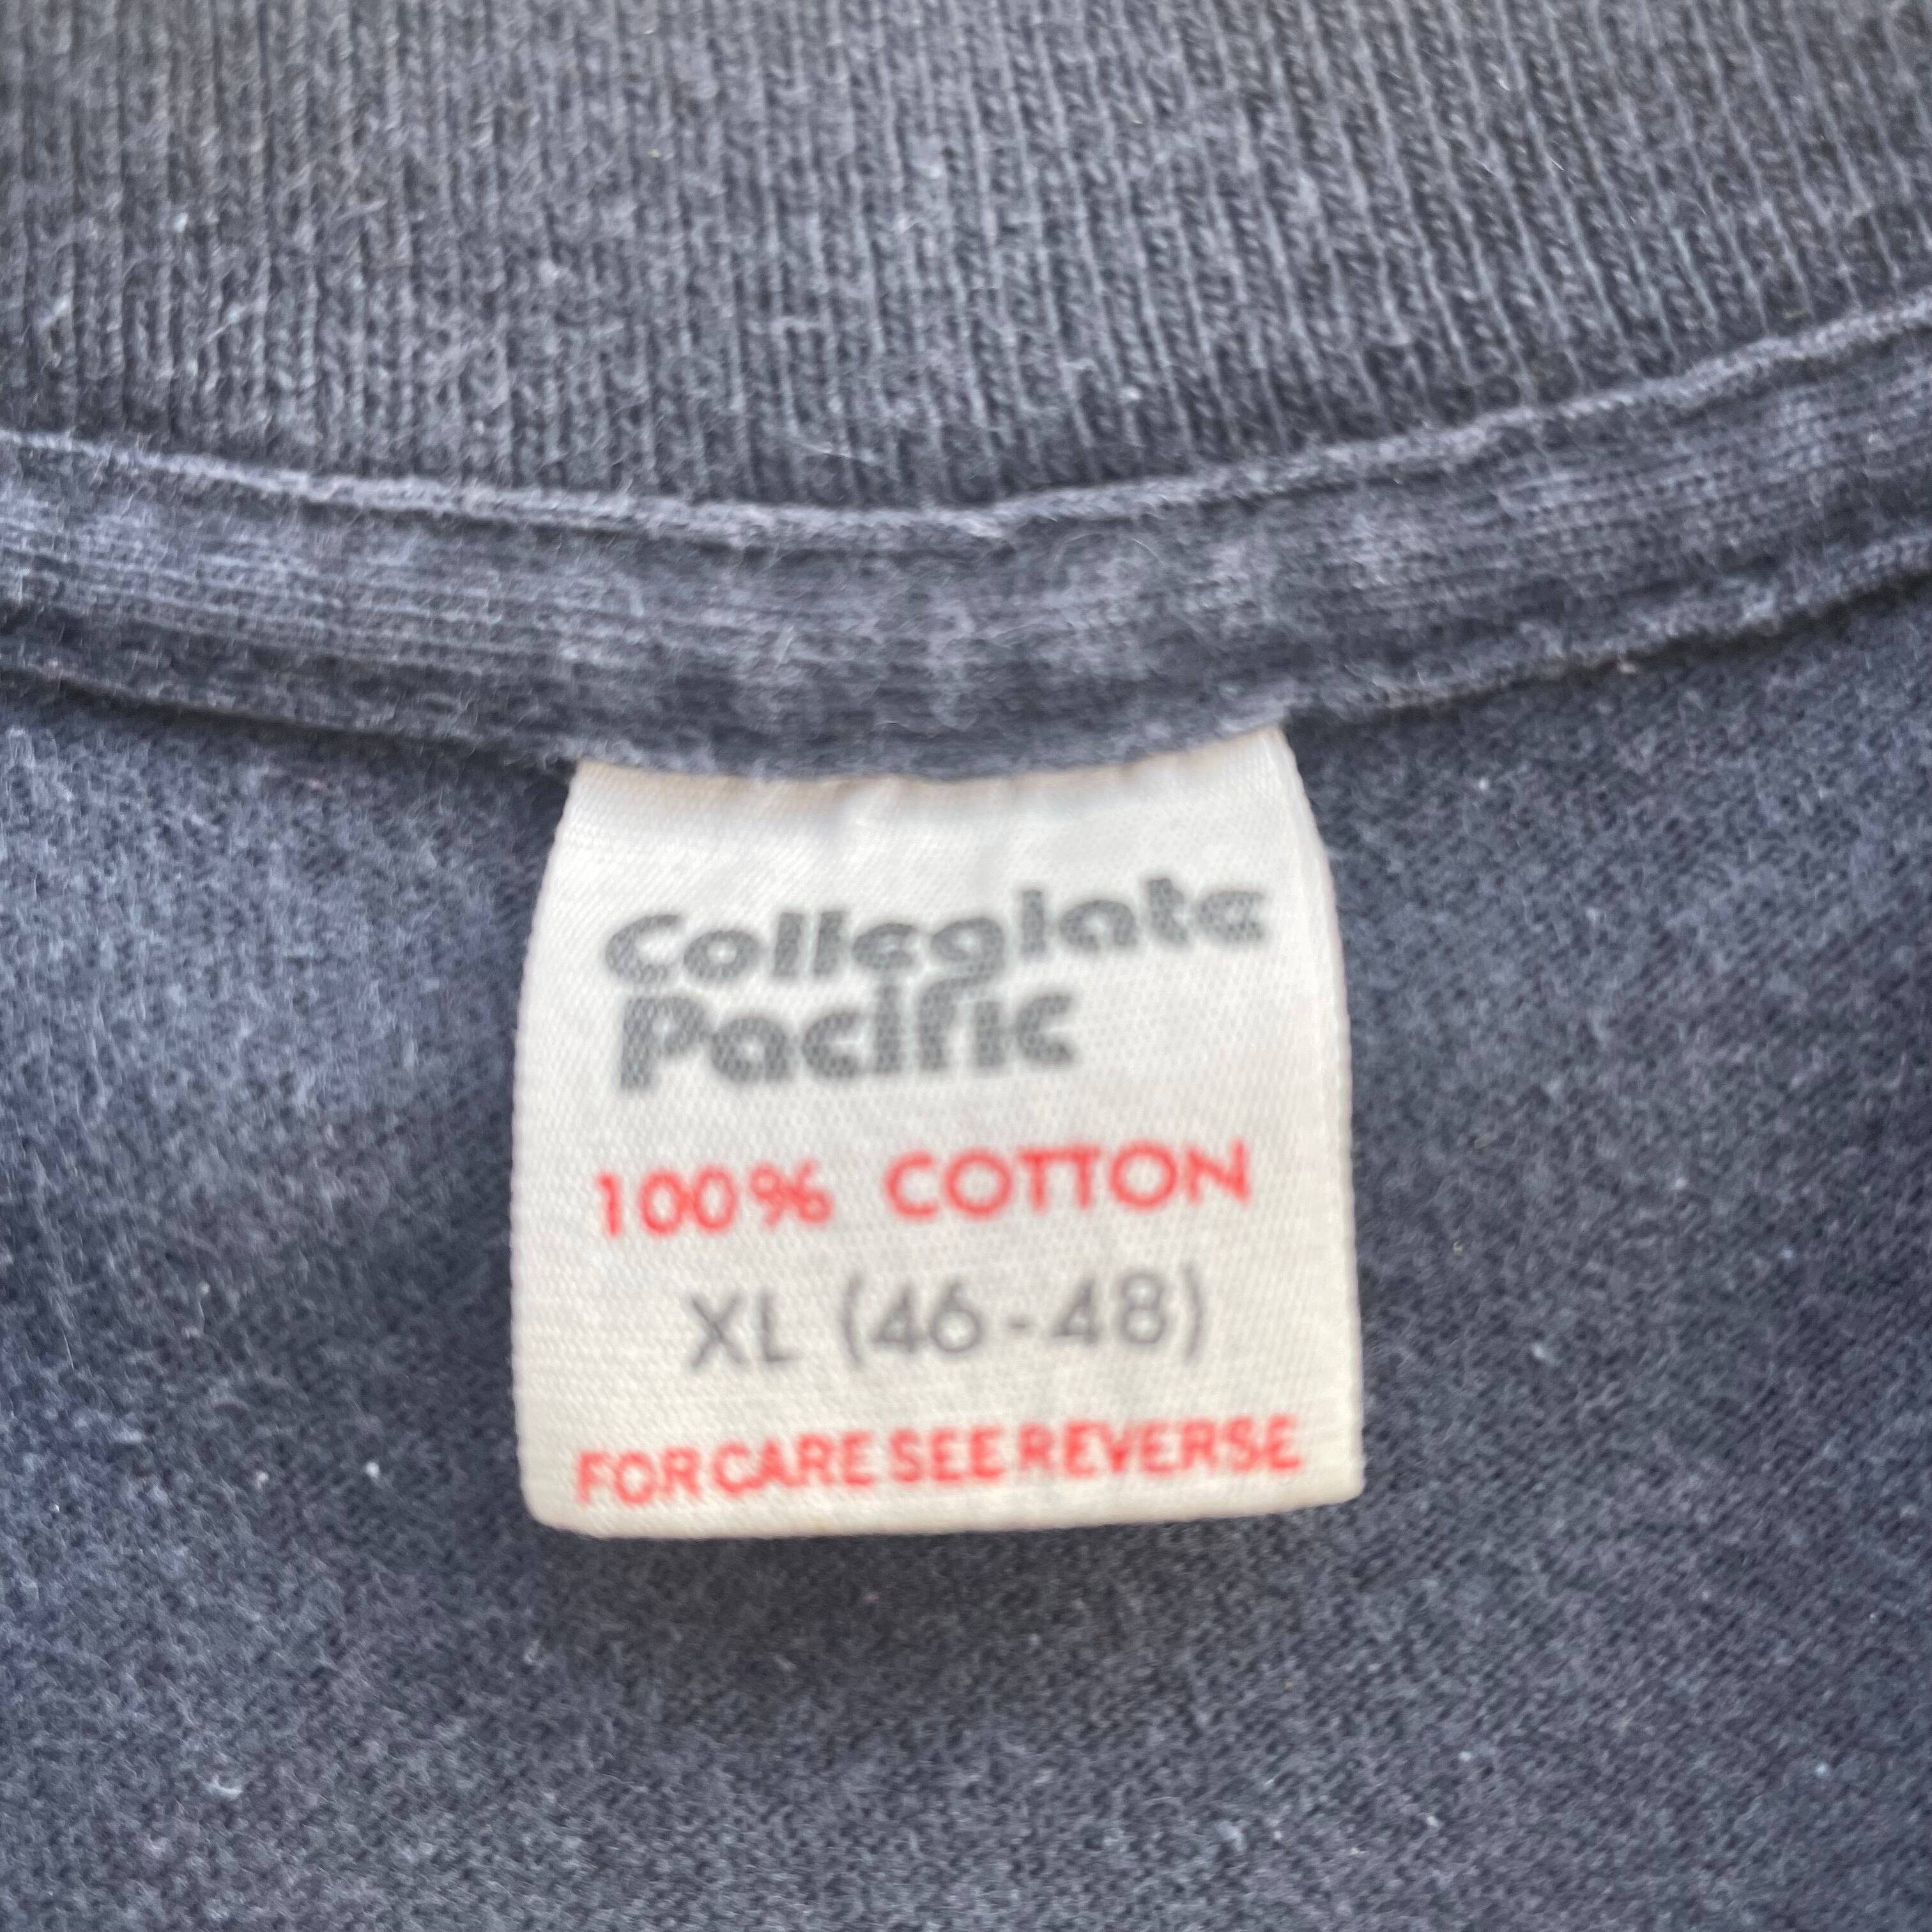 Collegiate
Pacific
100% COTTON
XL (46-48)
FOR CARE SEE REVERSE